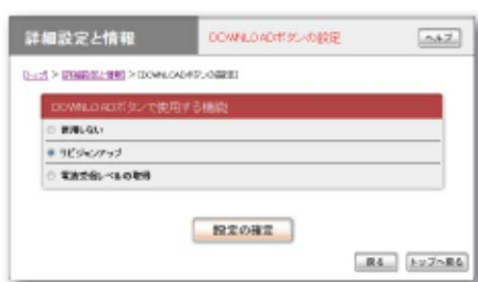 詳細設定と情報
DOWNLOADボタンの設定
ヘルプ
トップ > 詳細設定と情報 > [DOWNLOADボタンの設定]
DOWNLOADボタンで使用する機能
使用しない
リビジョンアップ
電波受信レベルの取得
設定の確定
戻る
トップへ戻る